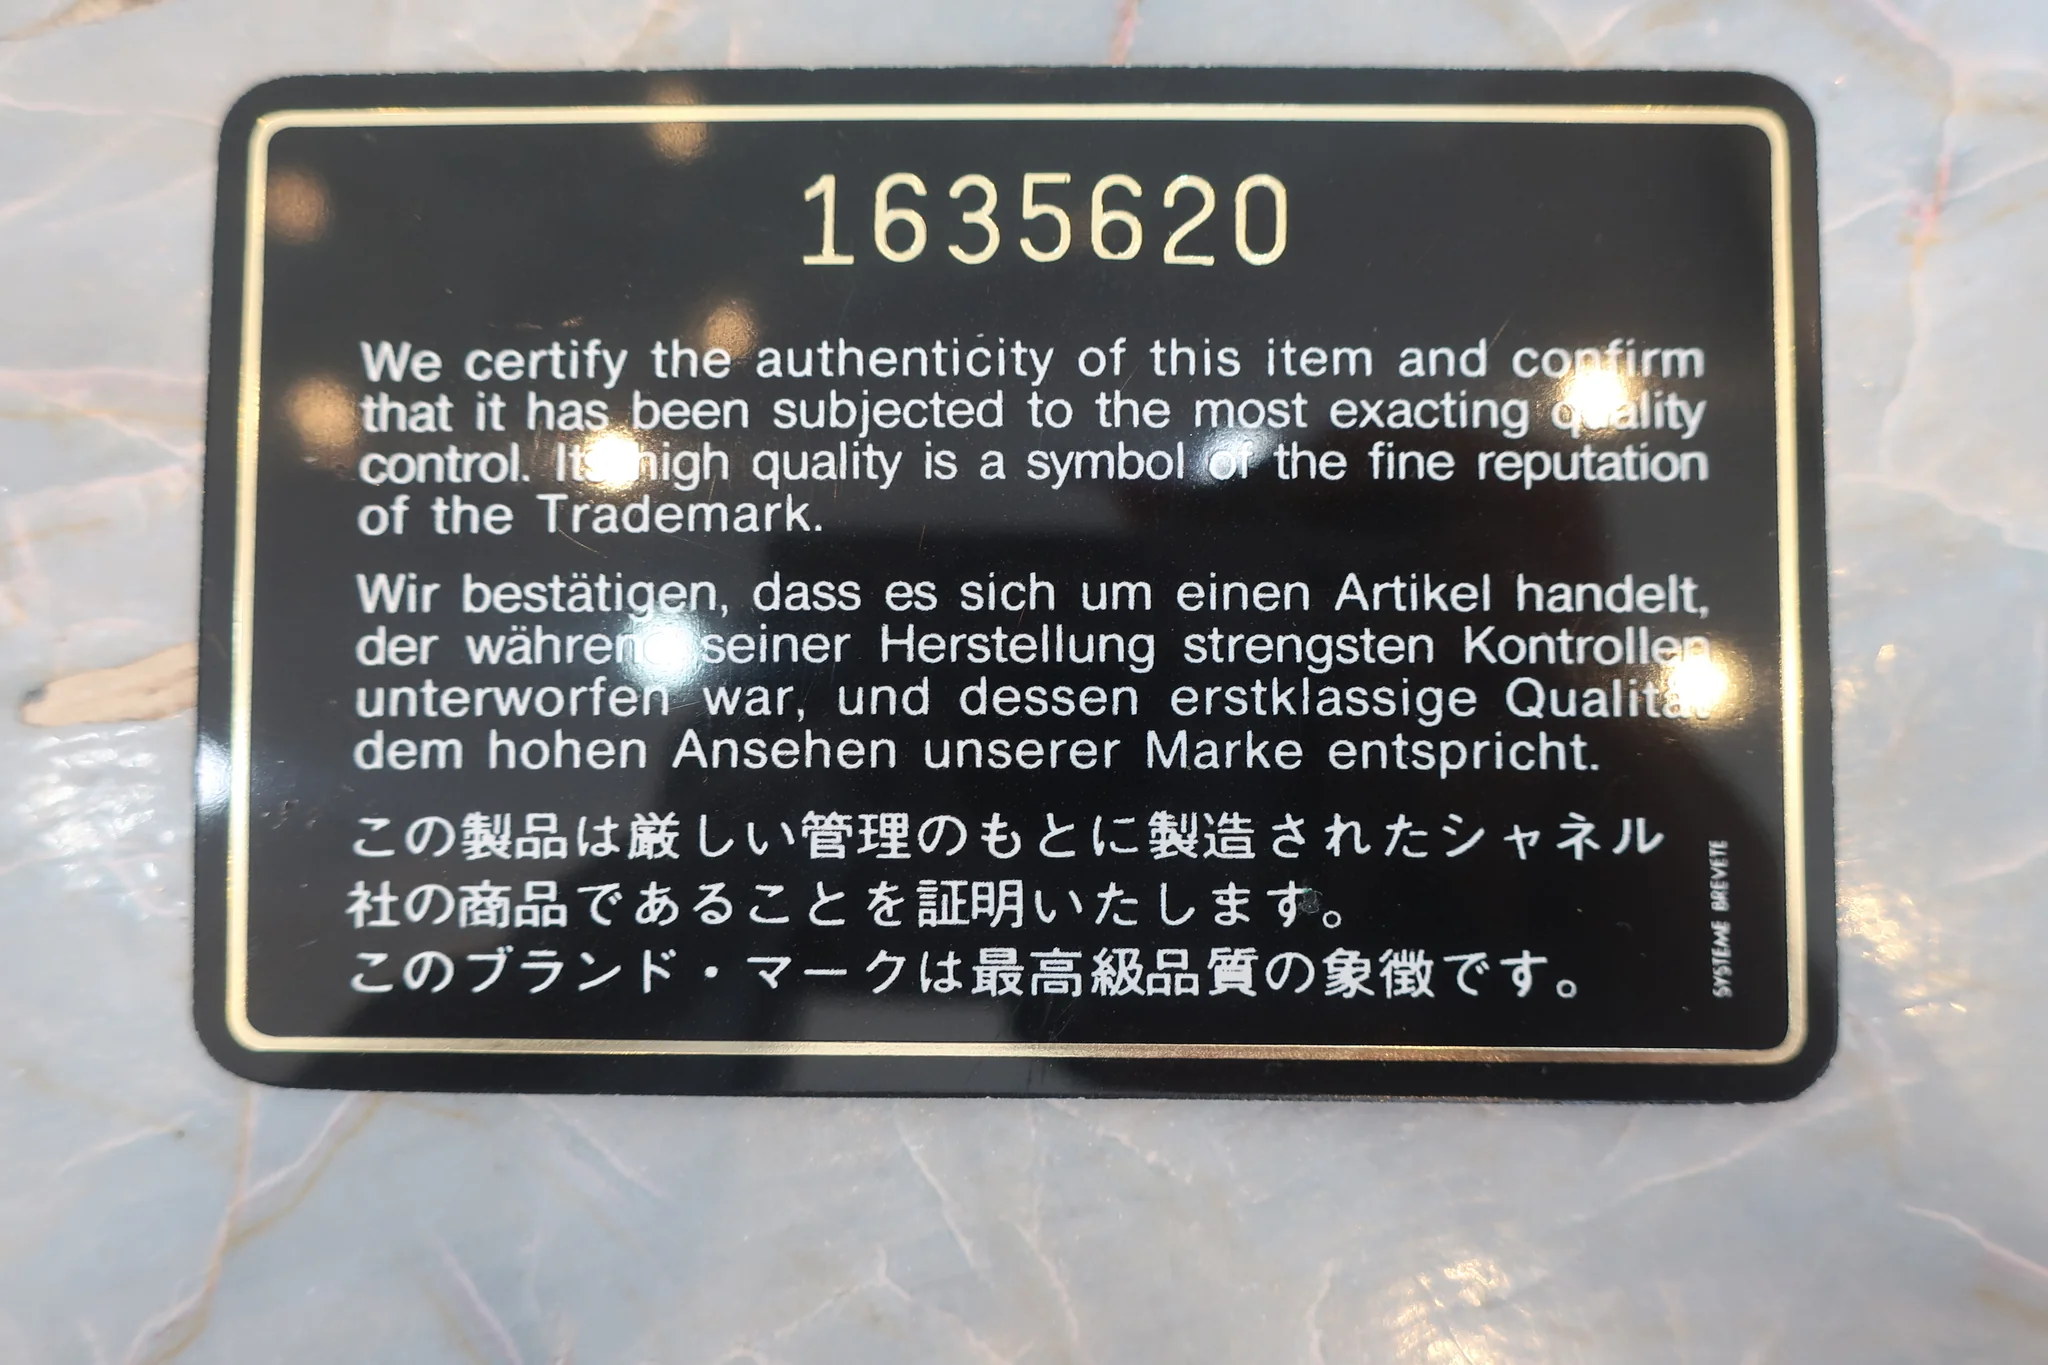 1635620
We certify the authenticity of this item and confirm
that it has been subjected to the most exacting quality
control. Its high quality is a symbol of the fine reputation
of the Trademark.
Wir bestätigen, dass es sich um einen Artikel handelt,
der während seiner Herstellung strengsten Kontrollen
unterworfen war, und dessen erstklassige Qualität
dem hohen Ansehen unserer Marke entspricht.
この製品は厳しい管理のもとに製造されたシャネル
社の商品であることを証明いたします。
このブランド・マークは最高級品質の象徴です。
SYSTEME BREVETE